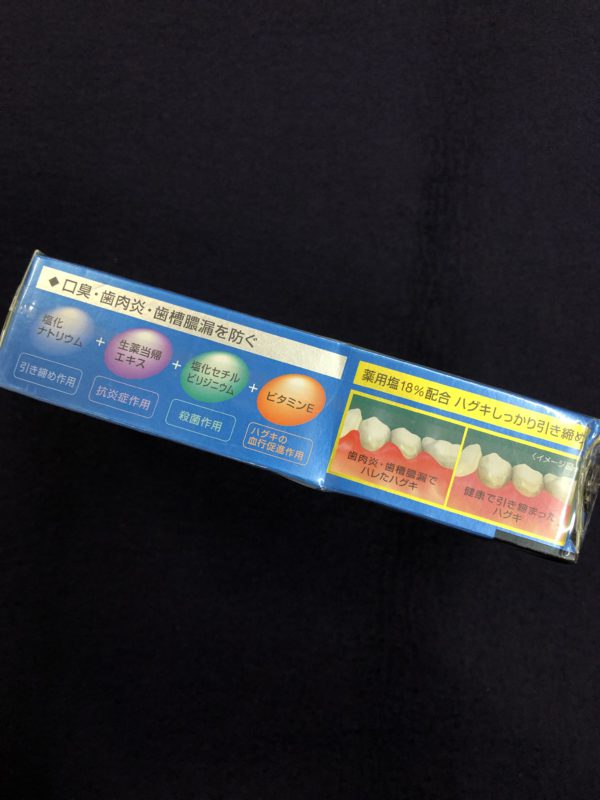 ◆口臭・歯肉炎・歯槽膿漏を防ぐ
塩化
ナトリウム
+
生薬当帰
エキス
+
塩化セチル
ピリジニウム
+
ビタミンE
引き締め作用
抗炎症作用
殺菌作用
ハグキの
血行促進作用
薬用塩18%配合 ハグキしっかり引き締め
歯肉炎・歯槽膿漏で
ハレたハグキ
〈イメージ図
健康で引き締まった
ハグキ